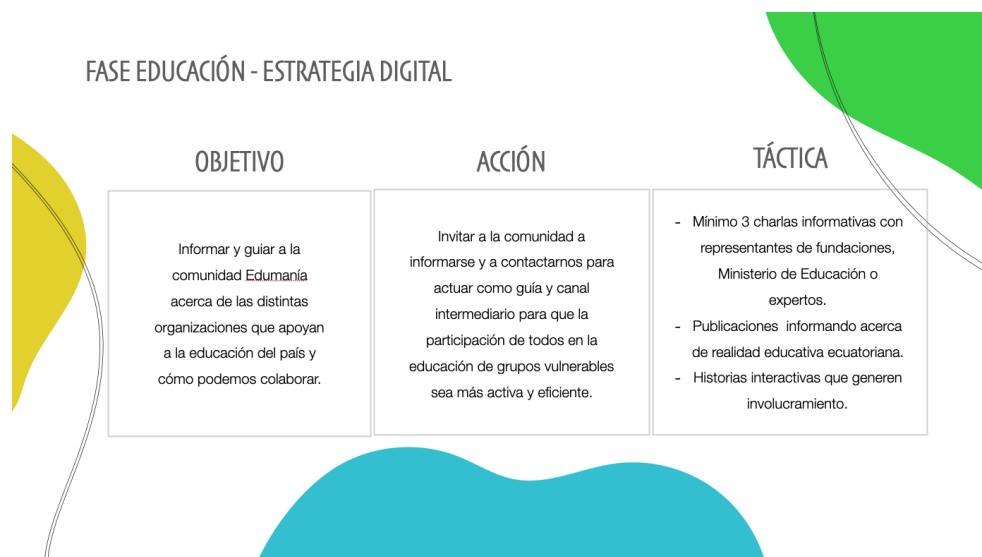 FASE EDUCACIÓN - ESTRATEGIA DIGITAL
OBJETIVO
Informar y guiar a la
comunidad Edumanía
acerca de las distintas
organizaciones que apoyan
a la educación del país y
cómo podemos colaborar.
ACCIÓN
Invitar a la comunidad a
informarse y a contactarnos para
actuar como guía y canal
intermediario para que la
participación de todos en la
educación de grupos vulnerables
sea más activa y eficiente.
TÁCTICA
- Mínimo 3 charlas informativas con
representantes de fundaciones,
Ministerio de Educación o
expertos.
- Publicaciones informando acerca
de realidad educativa ecuatoriana.
- Historias interactivas que generen
involucramiento.